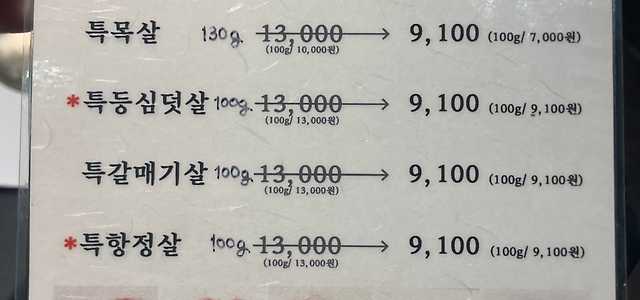 특목살 130g 13,000 → 9,100 (100g/ 7,000원)
(100g/ 10,000원)
*특등심덧살 100g 13,000 → 9,100 (100g/ 9,100원)
(100g/ 13,000원)
특갈매기살 100g 13,000 → 9,100 (100g/ 9,100원)
(100g/ 13,000원)
*특항정살 100g 13,000 → 9,100 (100g/ 9,100원)
(100g/ 13,000원)